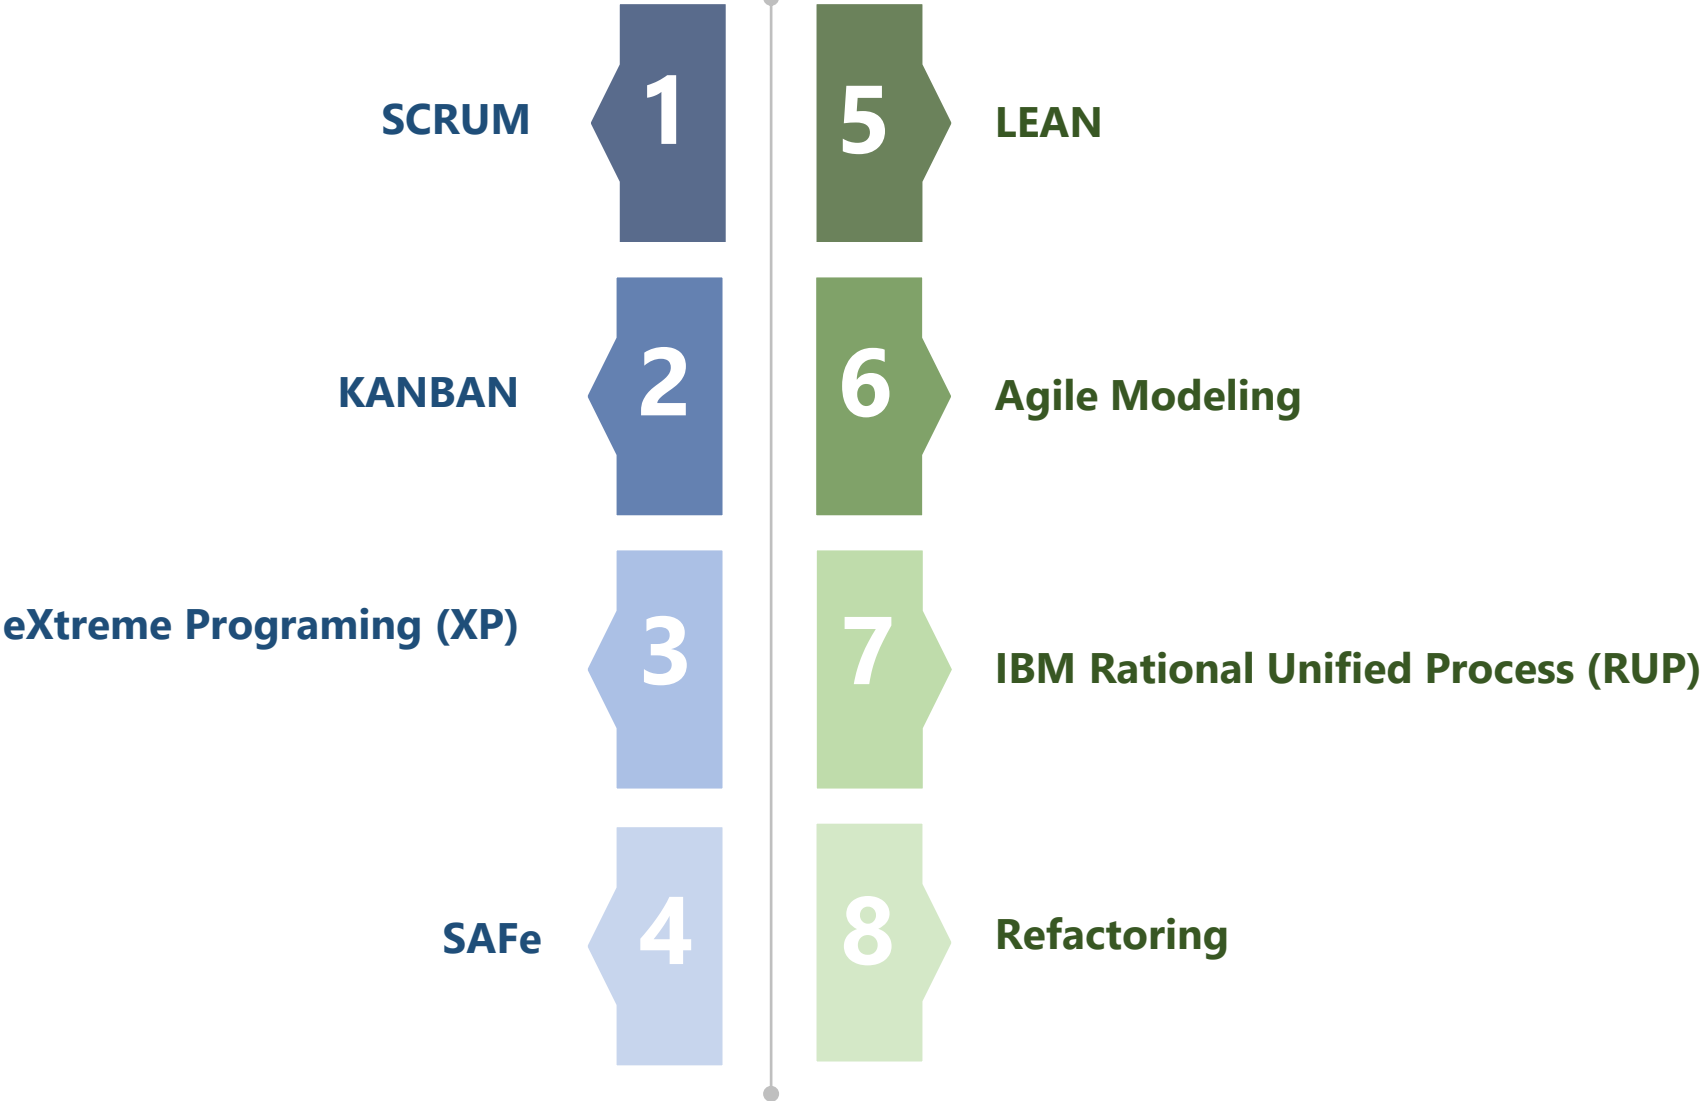 SCRUM
1
KANBAN
2
eXtreme Programing (XP)
3
SAFe
4
5
LEAN
6
Agile Modeling
7
IBM Rational Unified Process (RUP)
8
Refactoring